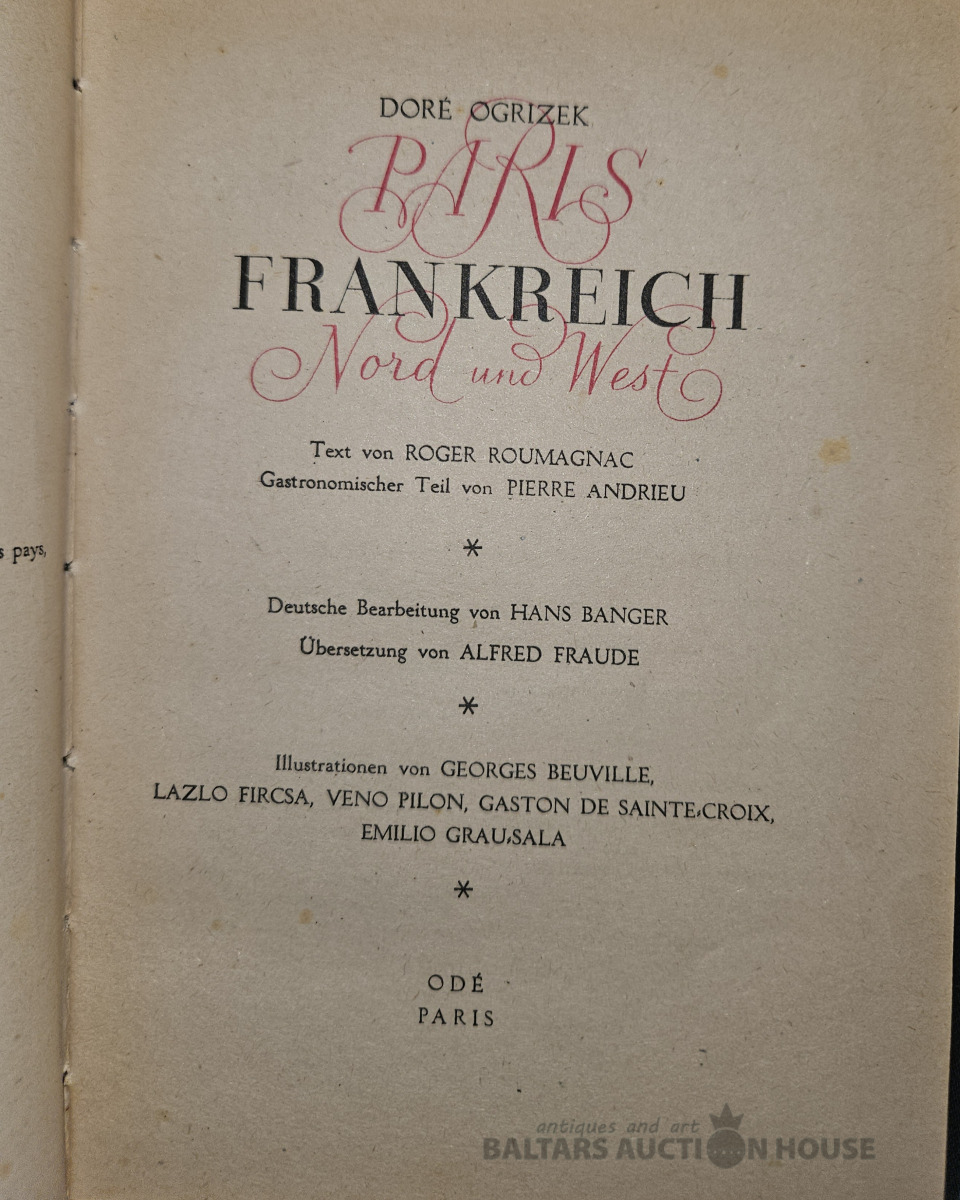 DORÉ OGRIZEK
PARIS
FRANKREICH
Nord und West
Text von ROGER ROUMAGNAC
Gastronomischer Teil von PIERRE ANDRIEU
*
s pays,
Deutsche Bearbeitung von HANS BANGER
Übersetzung von ALFRED FRAUDE
*
Illustrationen von GEORGES BEUVILLE,
LAZLO FIRCSA, VENO PILON, GASTON DE SAINTE-CROIX,
EMILIO GRAU-SALA
*
ODÉ
PARIS
antiques and art
BALTARS AUCTION HOUSE